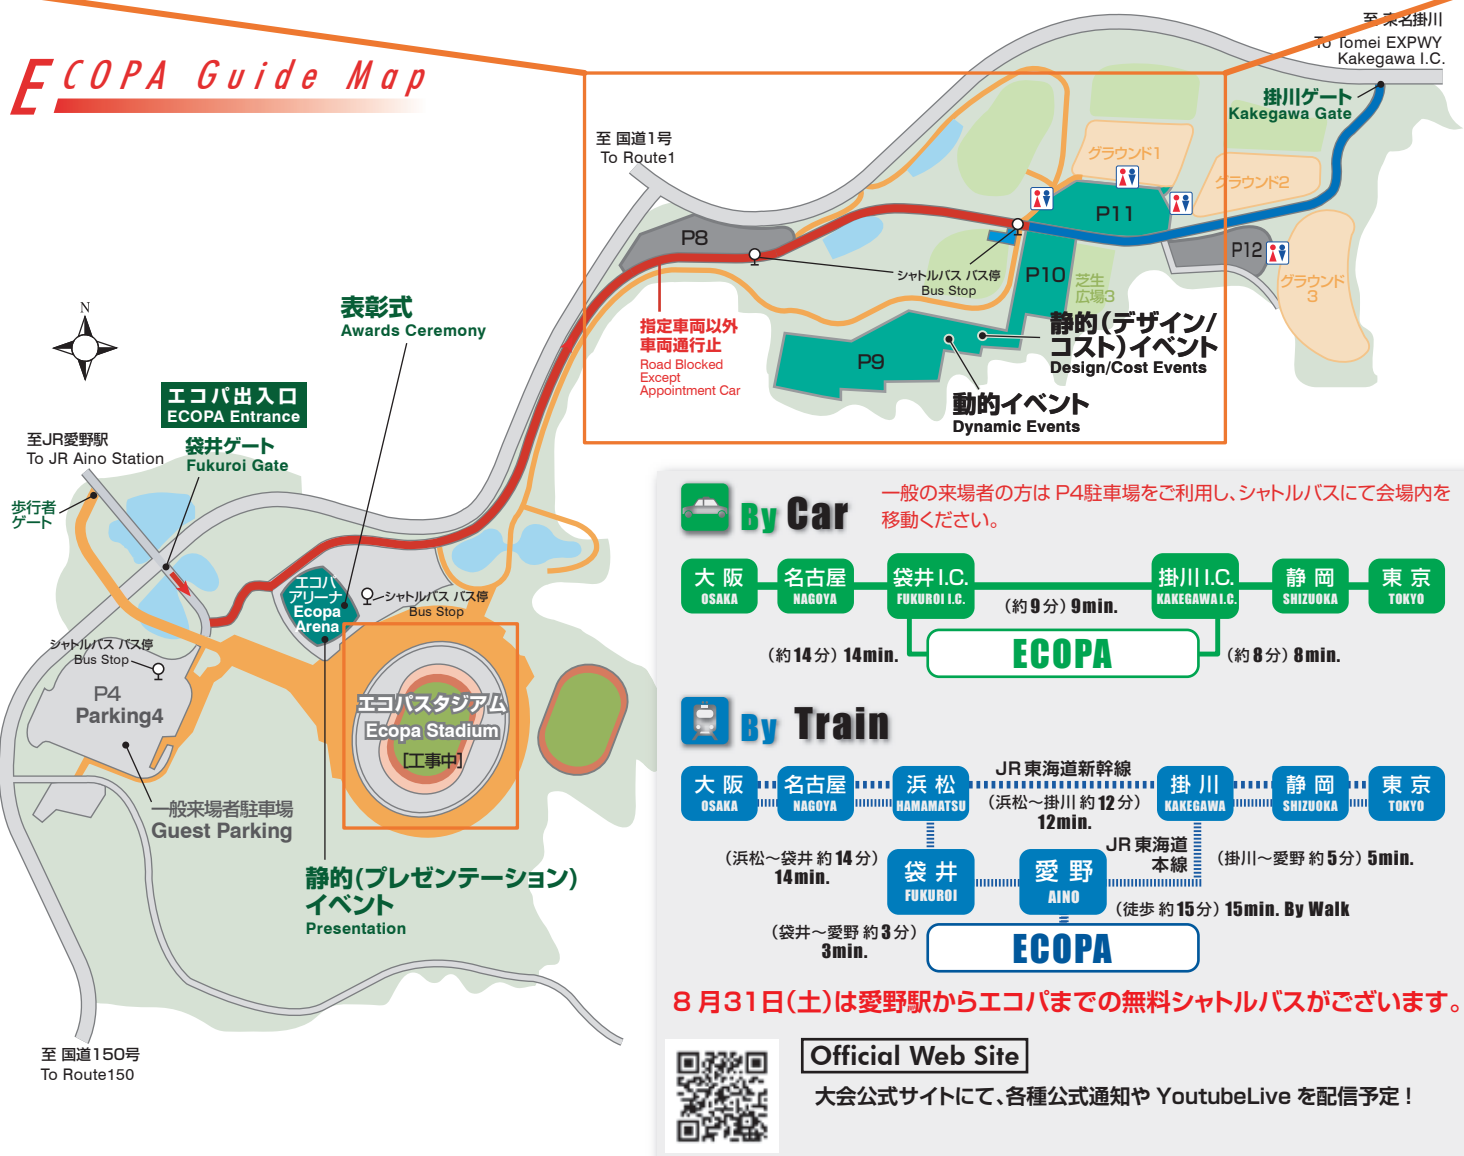 ECOPA Guide Map
至 東名掛川
To Tomei EXPWY
Kakegawa I.C.
掛川ゲート
Kakegawa Gate
至 国道1号
To Route1
グラウンド1
グラウンド2
グラウンド
3
P8
P11
P12
P10
P9
芝生
広場3
シャトルバス バス停
Bus Stop
指定車両以外
車両通行止
Road Blocked
Except
Appointment Car
静的(デザイン/
コスト)イベント
Design/Cost Events
動的イベント
Dynamic Events
N
表彰式
Awards Ceremony
エコパ出入口
ECOPA Entrance
袋井ゲート
Fukuroi Gate
至JR愛野駅
To JR Aino Station
歩行者
ゲート
エコパ
アリーナ
Ecopa
Arena
シャトルバス バス停
Bus Stop
シャトルバス バス停
Bus Stop
P4
Parking4
エコパスタジアム
Ecopa Stadium
[工事中]
一般来場者駐車場
Guest Parking
静的(プレゼンテーション)
イベント
Presentation
至 国道150号
To Route150
By Car
一般の来場者の方は P4駐車場をご利用し、シャトルバスにて会場内を
移動ください。
大 阪 名古屋 袋井 I.C. 掛川 I.C. 静 岡 東 京
OSAKA NAGOYA FUKUROI I.C. KAKEGAWA I.C. SHIZUOKA TOKYO
(約9分) 9min.
(約14分) 14min.
ECOPA
(約8分) 8min.
By Train
JR 東海道新幹線
大 阪 名古屋 浜 松 掛 川 静 岡 東 京
OSAKA NAGOYA HAMAMATSU KAKEGAWA SHIZUOKA TOKYO
(浜松～掛川 約12分)
12min.
JR 東海道
本線
(浜松～袋井 約14分)
14min.
(掛川～愛野 約5分) 5min.
袋 井
FUKUROI
愛 野
AINO
(徒歩 約15分) 15min. By Walk
(袋井～愛野 約3分)
3min.
ECOPA
8 月31日(土)は愛野駅からエコパまでの無料シャトルバスがございます。
Official Web Site
大会公式サイトにて、各種公式通知や YoutubeLive を配信予定！